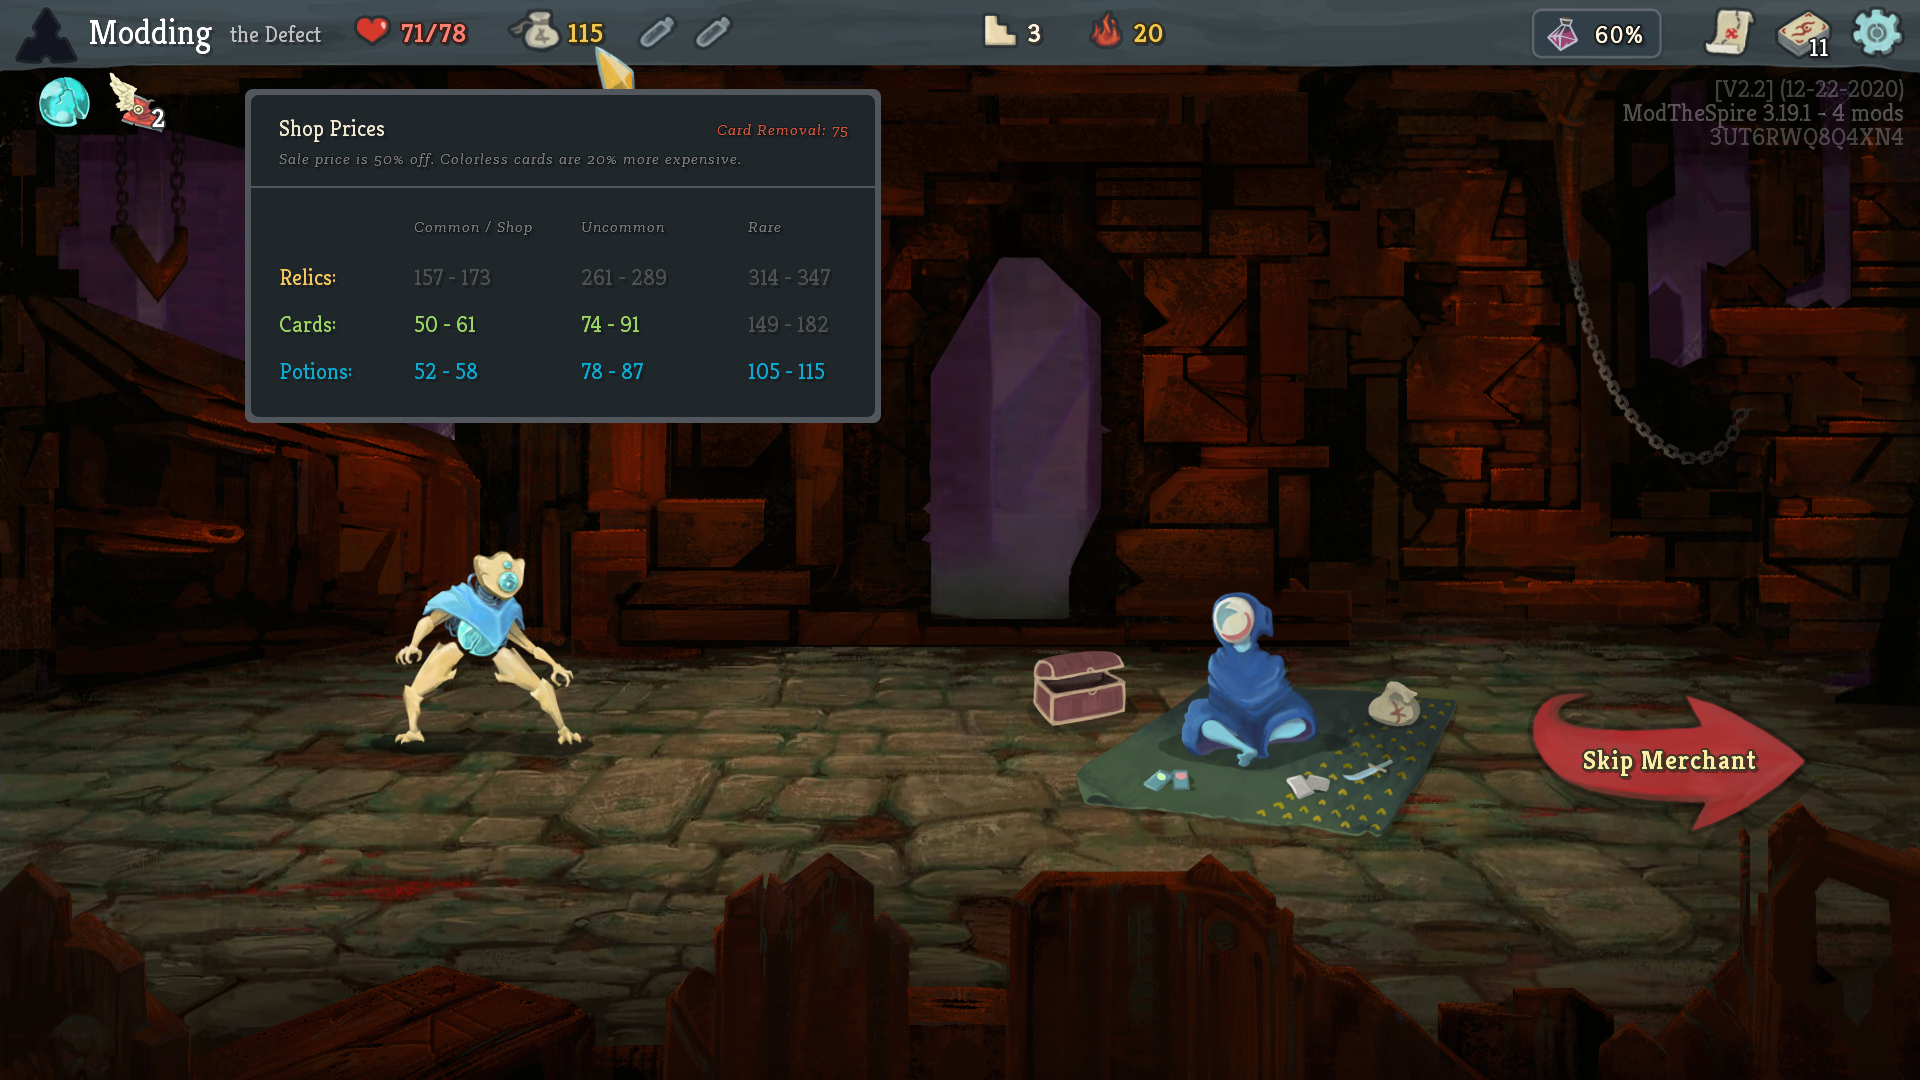 Modding the Defect 71/78 115 3 20 60% 11
2
[V2.2] (12-22-2020)
ModTheSpire 3.19.1 - 4 mods
3UT6RWQ8Q4XN4
Shop Prices Card Removal: 75
Sale price is 50% off. Colorless cards are 20% more expensive.
Common / Shop Uncommon Rare
Relics: 157 - 173 261 - 289 314 - 347
Cards: 50 - 61 74 - 91 149 - 182
Potions: 52 - 58 78 - 87 105 - 115
Skip Merchant